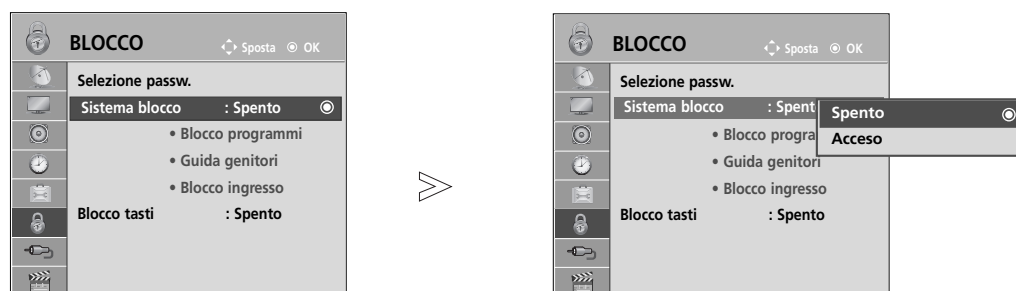 BLOCCO Sposta OK
Selezione passw.
Sistema blocco : Spento
• Blocco programmi
• Guida genitori
• Blocco ingresso
Blocco tasti : Spento
BLOCCO Sposta OK
Selezione passw.
Sistema blocco : Spent
Spento
• Blocco progra
Acceso
• Guida genitori
• Blocco ingresso
Blocco tasti : Spento